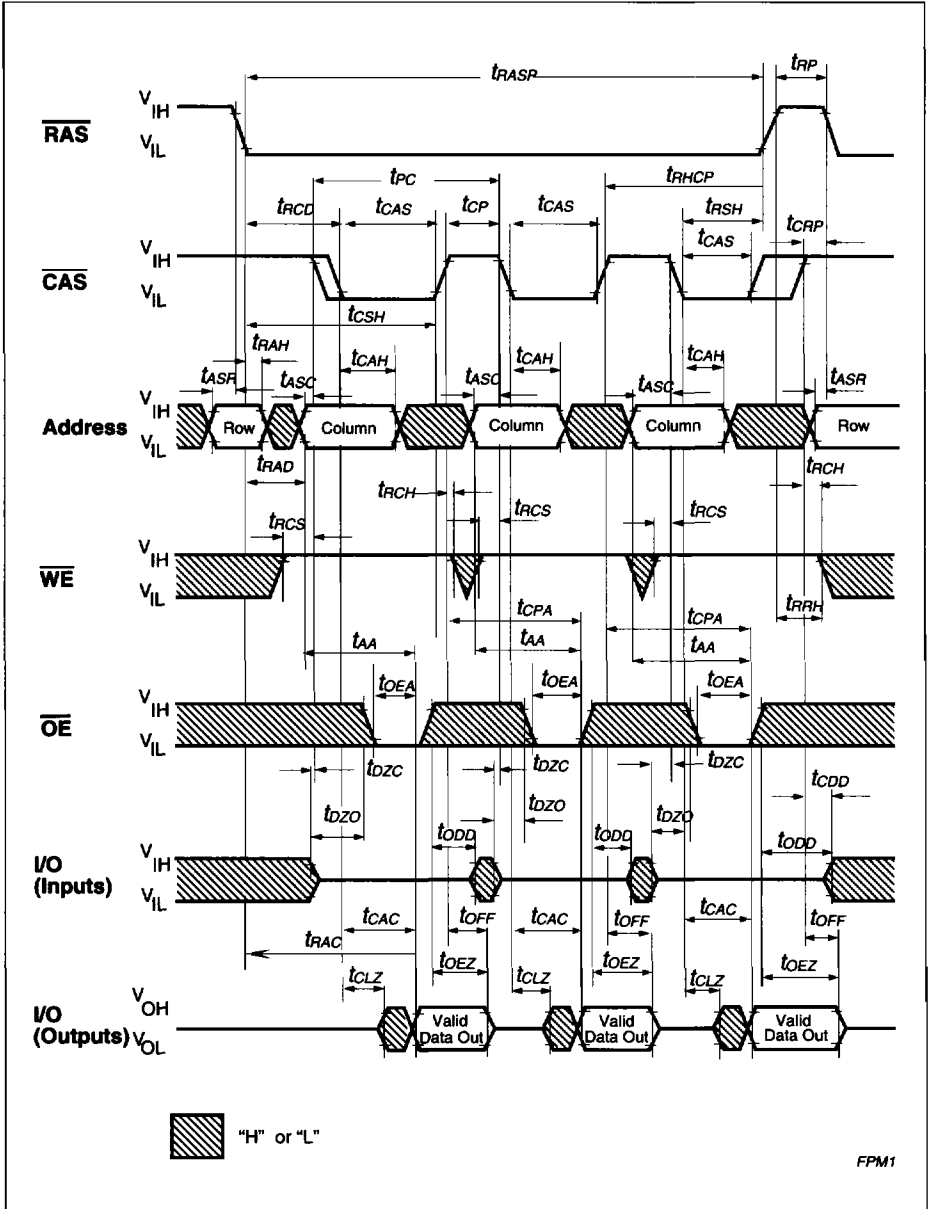 tRASP tRP
VIH
RAS
VIL
tPC tRHCP
tRCD tCAS tCP tCAS tRSH
tCAS tCRP
VIH
CAS
VIL
tCSH
tRAH
tCAH tCAH tCAH
tASR tASC tASC tASC tASR
VIH
Address Row Column Column Column Row
VIL
tRAD tRCH tRCH
tRCS tRCS tRCS
VIH
WE
VIL
tCPA tCPA tRRH
tAA tAA tAA
tOEA tOEA tOEA
VIH
OE
VIL
tDZC tDZC tDZC
tCDD
tDZO tDZO tDZO
tODD tODD tODD
VIH
I/O
(Inputs)
VIL
tCAC tOFF tCAC tOFF tCAC tOFF
tRAC
tOEZ tOEZ tOEZ
tCLZ tCLZ tCLZ
VOH
I/O Valid Valid Valid
(Outputs) Data Out Data Out Data Out
VOL
"H" or "L"
FPM1